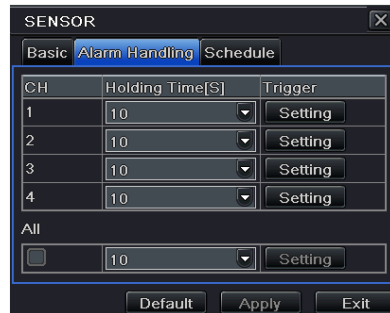 SENSOR
Basic Alarm Handling Schedule
CH Holding Time[S] Trigger
1 10 Setting
2 10 Setting
3 10 Setting
4 10 Setting
All
10 Setting
Default Apply Exit